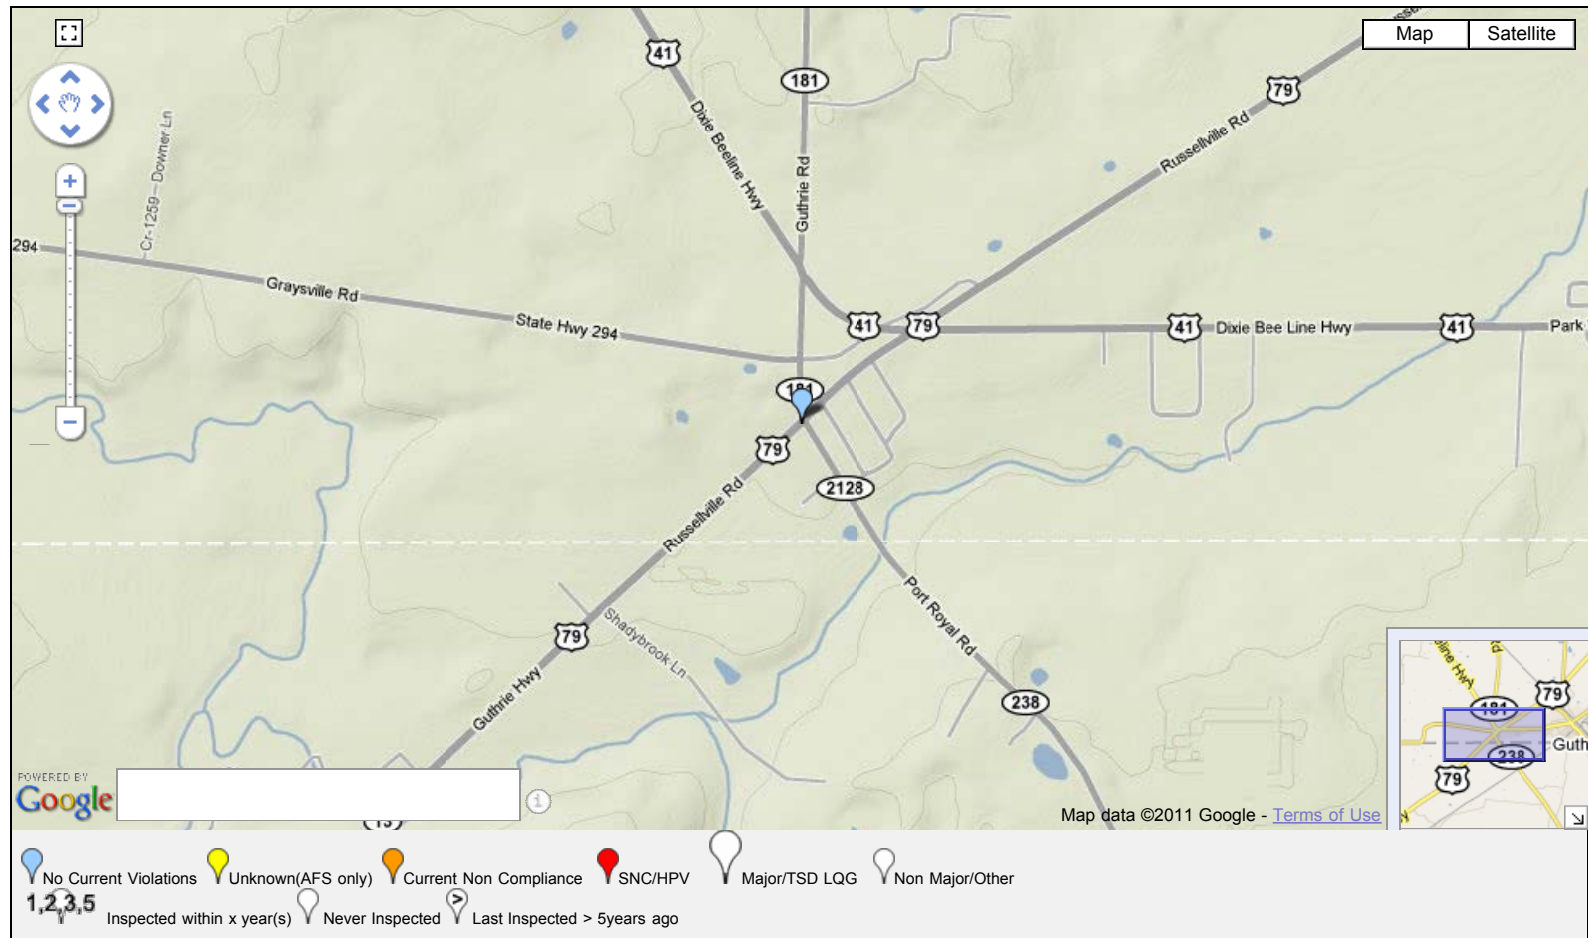 Map
Satellite
41
181
79
Dixie Beeline Hwy
Guthrie Rd
Russellville Rd
Cr-1259 - Downer Ln
294
Graysville Rd
State Hwy 294
41
79
41
Dixie Bee Line Hwy
41
Park
181
79
2128
Russellville Rd
Port Royal Rd
79
Shadybrook Ln
Guthrie Hwy
238
79
181
238
79
Guth
POWERED BY
Google
Map data ©2011 Google - Terms of Use
No Current Violations
Unknown(AFS only)
Current Non Compliance
SNC/HPV
Major/TSD LQG
Non Major/Other
1,2,3,5
Inspected within x year(s)
Never Inspected
Last Inspected > 5years ago